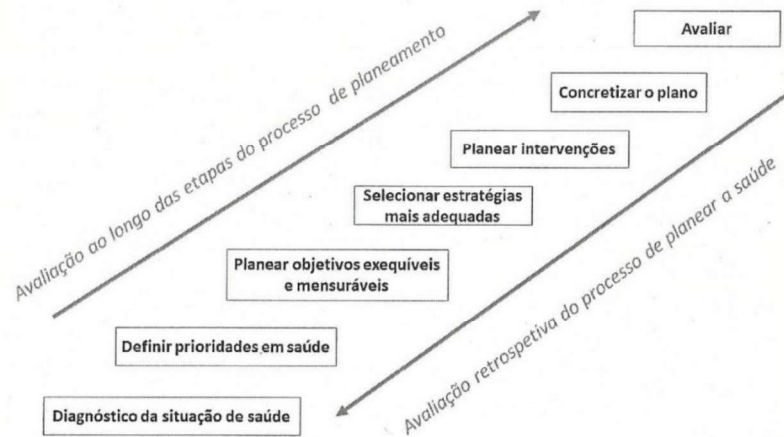 Avaliar
Concretizar o plano
Planear intervenções
Selecionar estratégias
mais adequadas
Planear objetivos exequíveis
e mensuráveis
Definir prioridades em saúde
Diagnóstico da situação de saúde
Avaliação ao longo das etapas do processo de planeamento
Avaliação retrospetiva do processo de planear a saúde